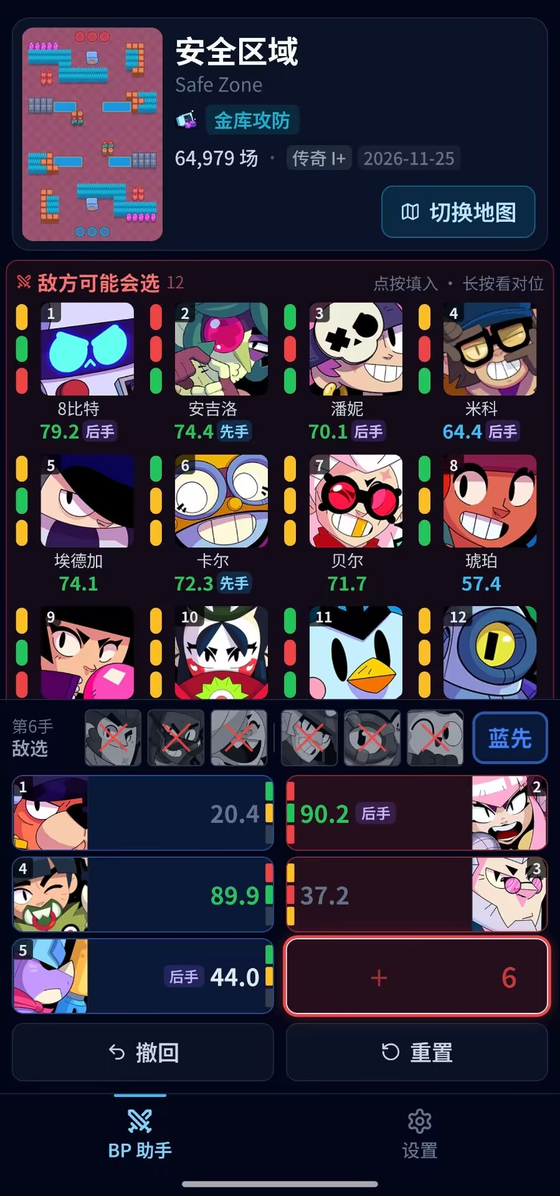 安全区域
Safe Zone
金库攻防
64,979 场 · 传奇 I+ 2026-11-25
切换地图
敌方可能会选 12 点按填入 · 长按看对位
1 2 3 4
8比特 安吉洛 潘妮 米科
79.2 后手 74.4 先手 70.1 后手 64.4 后手
5 6 7 8
埃德加 卡尔 贝尔 琥珀
74.1 72.3 先手 71.7 57.4
9 10 11 12
第6手
敌选
蓝先
1 20.4 90.2 后手 2
4 89.9 37.2 3
5 后手 44.0 + 6
撤回 重置
BP 助手 设置